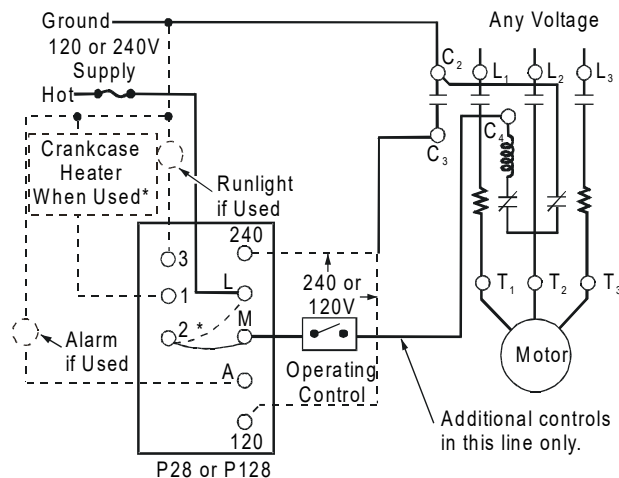 Ground
120 or 240V
Supply
Hot
Any Voltage
C2
L1
L2
L3
C4
C3
Crankcase
Heater
When Used*
Runlight
if Used
240
3
L
1
240 or
120V
2 *
M
T1
T2
T3
Alarm
if Used
A
Operating
Control
Motor
120
Additional controls
in this line only.
P28 or P128